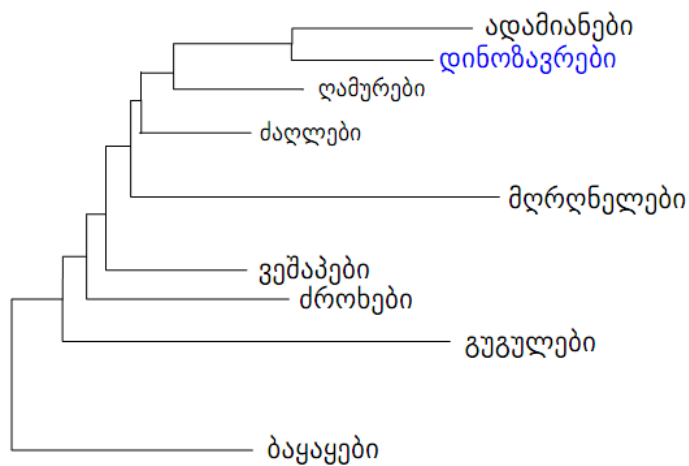 ადამიანები
დინოზავრები
ღამურები
ძაღლები
მღრღნელები
ვეშაპები
ძროხები
გუგულები
ბაყაყები